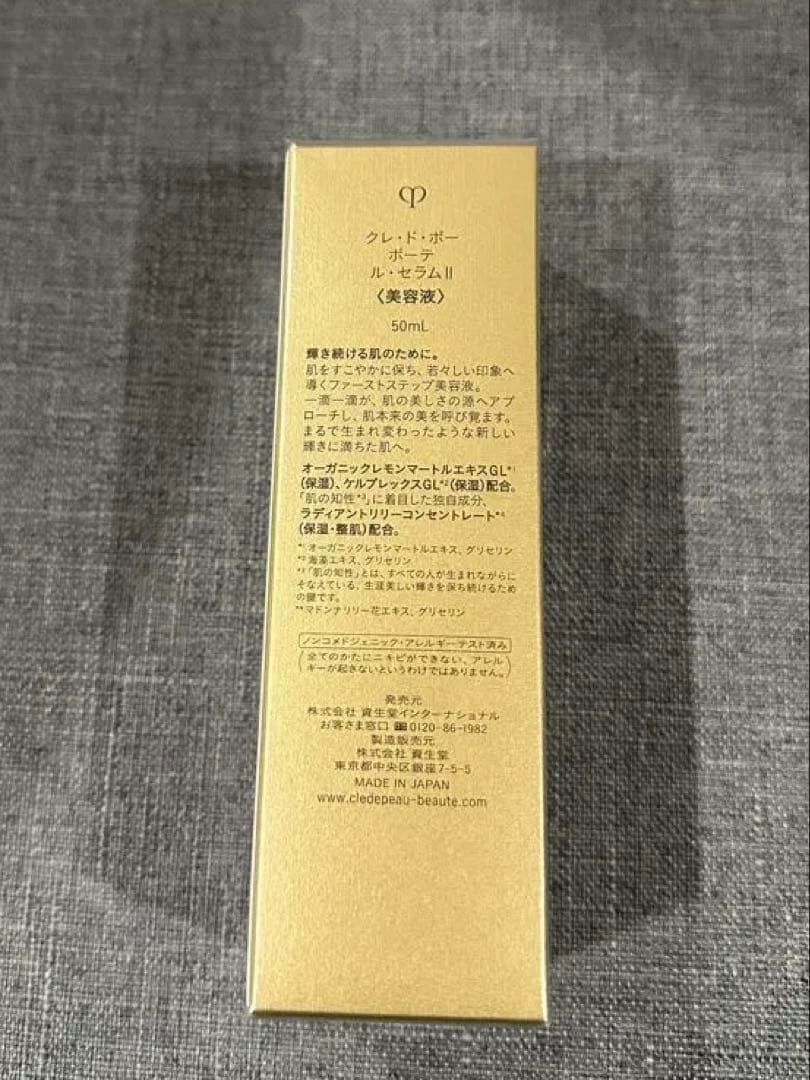 クレ・ド・ポー
ボーテ
ル・セラムⅡ
〈美容液〉
50mL
輝き続ける肌のために。
肌をすこやかに保ち、若々しい印象へ
導くファーストステップ美容液。
一滴一滴が、肌の美しさの源へアプ
ローチし、肌本来の美を呼び覚ます。
まるで生まれ変わったような新しい
輝きに満ちた肌へ。
オーガニックレモンマートルエキスGL*1
(保湿)、ケルプレックスGL*2(保湿)配合。
「肌の知性*3」に着目した独自成分、
ラディアントリリーコンセントレート*4
(保湿・整肌)配合。
*1 オーガニックレモンマートルエキス、グリセリン
*2 海藻エキス、グリセリン
*3「肌の知性」とは、すべての人が生まれながらに
そなえている、生涯美しい輝きを保ち続けるため
の鍵です。
*4 マドンナリリー花エキス、グリセリン
ノンコメドジェニック・アレルギーテスト済み
(全てのかたにニキビができない、アレル
ギーが起きないというわけではありません。)
発売元
株式会社 資生堂インターナショナル
お客さま窓口 0120-86-1982
製造販売元
株式会社 資生堂
東京都中央区銀座7-5-5
MADE IN JAPAN
www.cledepeau-beaute.com